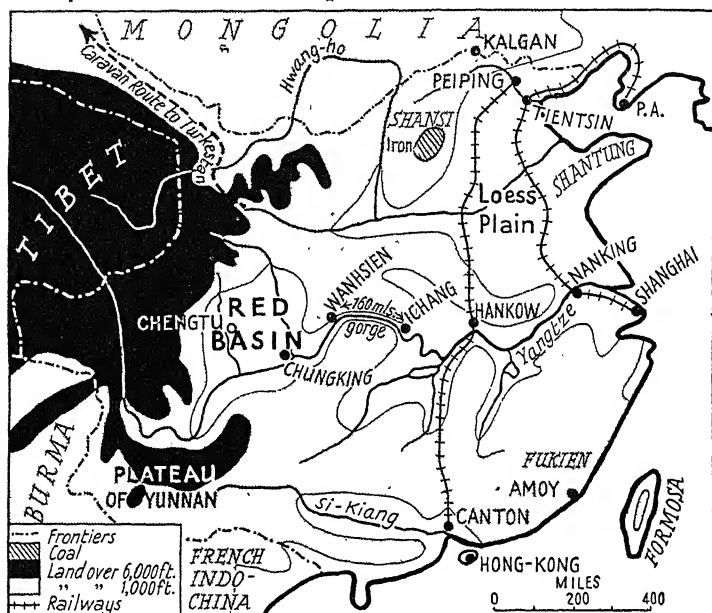 MONGOLIA
KALGAN
Hwang-ho
PEIPING
Caravan Route to Turkestan
SHANSI
Iron
TIENTSIN
P.A.
SHANTUNG
TIBET
Loess
Plain
NANKING
SHANGHAI
WANHSIEN
160 mls.
gorge
ICHANG
HANKOW
Yangtze
CHENGTU
RED
BASIN
CHUNGKING
BURMA
PLATEAU
OF YUNNAN
FUKIEN
AMOY
FORMOSA
Si-Kiang
CANTON
HONG-KONG
FRENCH
INDO-
CHINA
Frontiers
Coal
Land over 6,000ft.
" " 1,000ft.
Railways
MILES
0 200 400